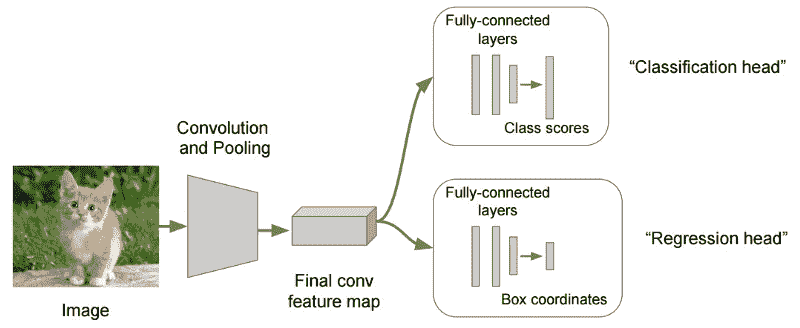 Image
Convolution
and Pooling
Final conv
feature map
Fully-connected
layers
Class scores
“Classification head”
Fully-connected
layers
Box coordinates
“Regression head”